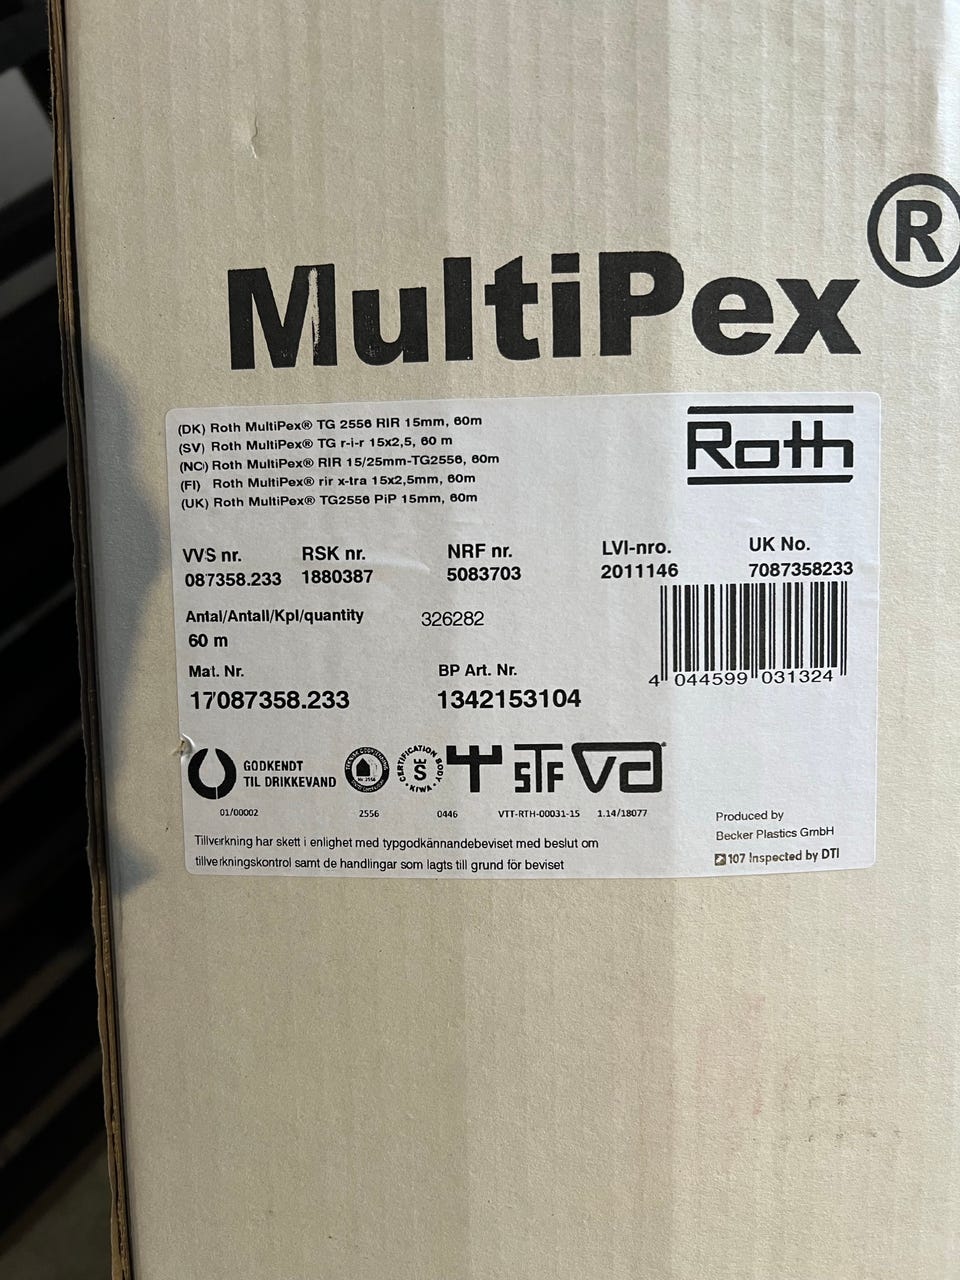 MultiPex®
(DK) Roth MultiPex® TG 2556 RIR 15mm, 60m
(SV) Roth MultiPex® TG r-i-r 15x2,5, 60 m
(NO) Roth MultiPex® RIR 15/25mm-TG2556, 60m
(FI) Roth MultiPex® rir x-tra 15x2,5mm, 60m
(UK) Roth MultiPex® TG2556 PiP 15mm, 60m
Roth
VVS nr. RSK nr. NRF nr. LVI-nro. UK No.
087358.233 1880387 5083703 2011146 7087358233
Antal/Antall/Kpl/quantity 326282
60 m
4 044599 031324
Mat. Nr. BP Art. Nr.
17087358.233 1342153104
GODKENDT
TIL DRIKKEVAND
CERTIFICATION BODY
KIWA
STF
01/00002 2556 0446 VTT-RTH-00031-15 1.14/18077
Tillverkning har skett i enlighet med typgodkännandebeviset med beslut om
tillverkningskontrol samt de handlingar som lagts till grund för beviset
Produced by
Becker Plastics GmbH
107 Inspected by DTI